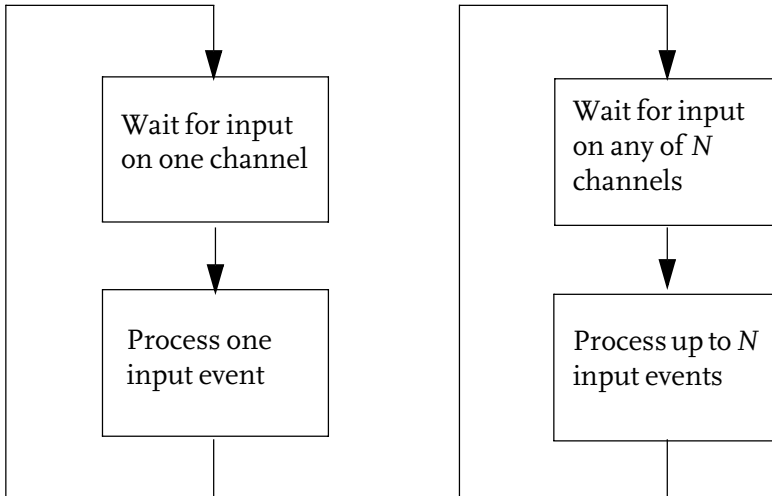 Wait for input
on one channel
Process one
input event
Wait for input
on any of N
channels
Process up to N
input events